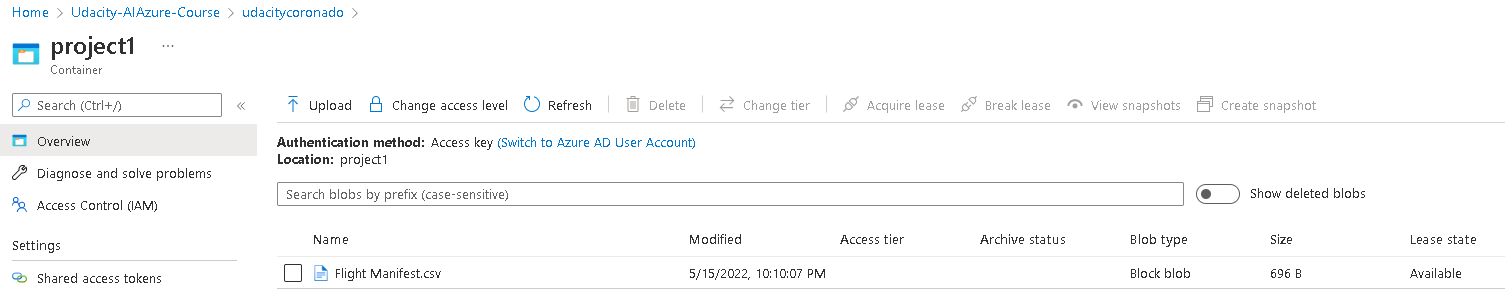 Home > Udacity-AIAzure-Course > udacitycoronado >
project1 ...
Container
Search (Ctrl+/) «
Upload Change access level Refresh Delete Change tier Acquire lease Break lease View snapshots Create snapshot
Overview
Diagnose and solve problems
Access Control (IAM)
Settings
Shared access tokens
Authentication method: Access key (Switch to Azure AD User Account)
Location: project1
Search blobs by prefix (case-sensitive) Show deleted blobs
Name Modified Access tier Archive status Blob type Size Lease state
Flight Manifest.csv 5/15/2022, 10:10:07 PM Block blob 696 B Available